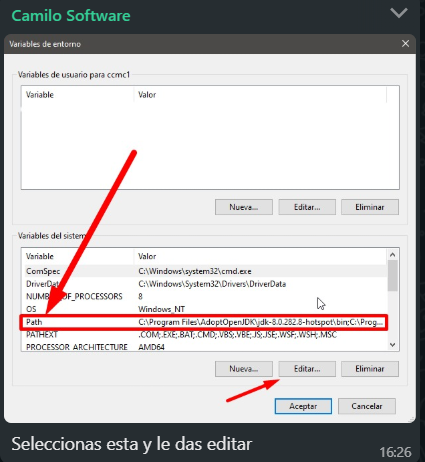 Camilo Software
Variables de entorno
Variables de usuario para ccmc1
Variable Valor
Nueva... Editar... Eliminar
Variables del sistema
Variable Valor
ComSpec C:\Windows\system32\cmd.exe
DriverData C:\Windows\System32\Drivers\DriverData
NUMBER_OF_PROCESSORS 8
OS Windows_NT
Path C:\Program Files\AdoptOpenJDK\jdk-8.0.282.8-hotspot\bin;C:\Prog...
PATHEXT .COM;.EXE;.BAT;.CMD;.VBS;.VBE;.JS;.JSE;.WSF;.WSH;.MSC
PROCESSOR_ARCHITECTURE AMD64
Nueva... Editar... Eliminar
Aceptar Cancelar
Seleccionas esta y le das editar
16:26